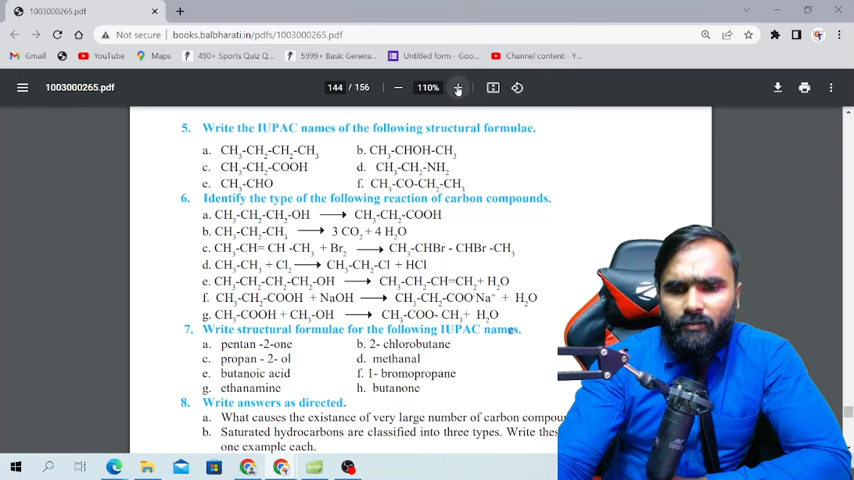 1003000265.pdf
Not secure | books.balbharati.in/pdfs/1003000265.pdf
Gmail YouTube Maps 490+ Sports Quiz Q... 5999+ Basic Genera... Untitled form - Goo... Channel content - Y...
1003000265.pdf 144 / 156 — 110% +
5. Write the IUPAC names of the following structural formulae.
a. CH₃-CH₂-CH₂-CH₃ b. CH₃-CHOH-CH₃
c. CH₃-CH₂-COOH d. CH₃-CH₂-NH₂
e. CH₃-CHO f. CH₃-CO-CH₂-CH₃
6. Identify the type of the following reaction of carbon compounds.
a. CH₃-CH₂-CH₂-OH ⟶ CH₃-CH₂-COOH
b. CH₃-CH₂-CH₃ ⟶ 3 CO₂ + 4 H₂O
c. CH₃-CH= CH -CH₃ + Br₂ ⟶ CH₃-CHBr - CHBr -CH₃
d. CH₃-CH₃ + Cl₂ ⟶ CH₃-CH₂-Cl + HCl
e. CH₃-CH₂-CH₂-CH₂-OH ⟶ CH₃-CH₂-CH=CH₂+ H₂O
f. CH₃-CH₂-COOH + NaOH ⟶ CH₃-CH₂-COO⁻Na⁺ + H₂O
g. CH₃-COOH + CH₃-OH ⟶ CH₃-COO- CH₃+ H₂O
7. Write structural formulae for the following IUPAC names.
a. pentan -2-one b. 2- chlorobutane
c. propan - 2- ol d. methanal
e. butanoic acid f. 1- bromopropane
g. ethanamine h. butanone
8. Write answers as directed.
a. What causes the existance of very large number of carbon compou
b. Saturated hydrocarbons are classified into three types. Write thes
one example each.